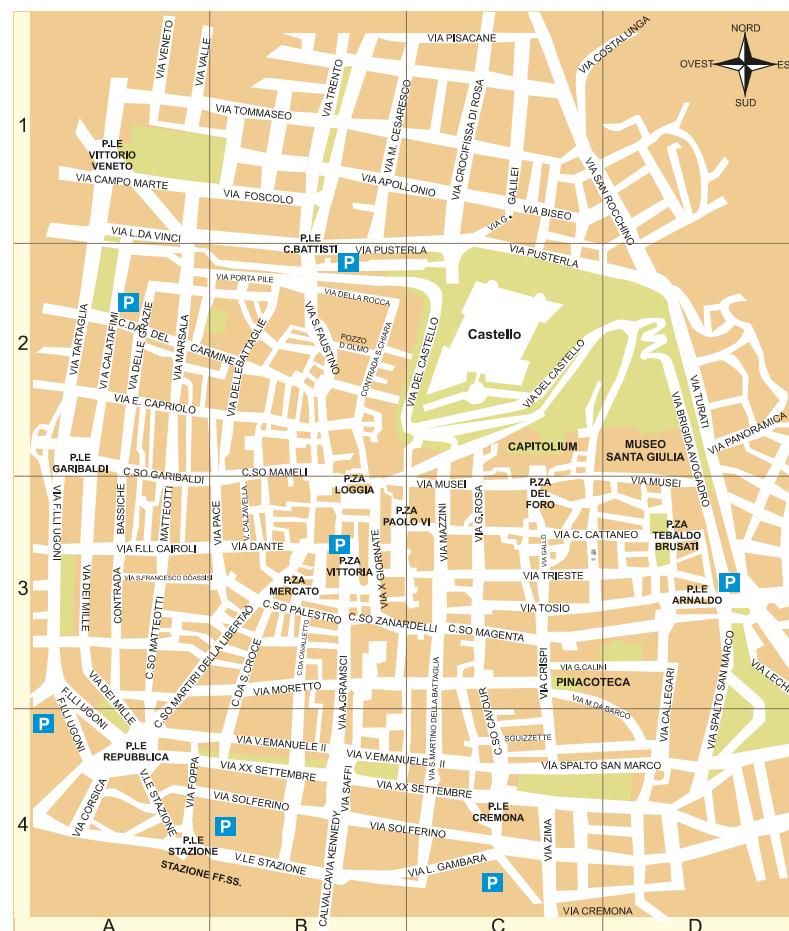 NORD
OVEST
ES
SUD
1
VIA VENETO
VIA VALLE
VIA TRENTO
VIA PISACANE
VIA COSTALUNGA
VIA TOMMASEO
VIA M. CESARESCO
VIA CROCIFISSA DI ROSA
P.LE
VITTORIO
VENETO
VIA CAMPO MARTE
VIA FOSCOLO
VIA APOLLONIO
GALILEI
VIA G.
VIA BISEO
VIA SAN ROCCHINO
VIA L.DA VINCI
P.LE
C.BATTISTI
VIA PUSTERLA
VIA PUSTERLA
P
2
VIA PORTA PILE
VIA DELLA ROCCA
P
VIA TARTAGLIA
VIA CALATAFIMI
VIA DELLE GRAZIE
VIA MARSALA
C.DA DEL CARMINE
VIA DELLE BATTAGLIE
VIA S.FAUSTINO
POZZO
D'OLMO
CONTRADA S.CHIARA
VIA DEL CASTELLO
Castello
VIA DEL CASTELLO
VIA TURATI
VIA BRIGIDA AVOGADRO
VIA PANORAMICA
VIA E. CAPRIOLO
CAPITOLIUM
MUSEO
SANTA GIULIA
P.LE
GARIBALDI
C.SO GARIBALDI
C.SO MAMELI
P.ZA
LOGGIA
VIA MUSEI
P.ZA
DEL
FORO
VIA MUSEI
3
VIA F.LLI UGONI
BASSICHE
CONTRADA
MATTEOTTI
VIA PACE
V. CALZAVELLA
P.ZA
PAOLO VI
VIA MAZZINI
VIA G.ROSA
VIA GALLO
VIA C. CATTANEO
P.ZA
TEBALDO
BRUSATI
VIA F.LL CAIROLI
VIA DANTE
P
P.ZA
VITTORIA
VIA X GIORNATE
VIA S.FRANCESCO DÕASSISI
P.ZA
MERCATO
VIA TRIESTE
P
P.LE
ARNALDO
VIA DEI MILLE
C.SO MATTEOTTI
C.SO MARTIRI DELLA LIBERTAÕ
C.SO PALESTRO
C.SO ZANARDELLI
C.SO MAGENTA
VIA TOSIO
C.DA S.CROCE
C.DA CAVALLETTO
VIA A.GRAMSCI
VIA S.MARTINO DELLA BATTAGLIA
VIA CRISPI
VIA G.CALINI
PINACOTECA
VIA M.DA BARCO
VIA CALLEGARI
VIA SPALTO SAN MARCO
VIA LECHI
VIA MORETTO
C.SO CAVOUR
VIA DEI MILLE
F.LLI UGONI
F.LLI UGONI
P
4
P.LE
REPUBBLICA
VIA V.EMANUELE II
VIA V.EMANUELE II
SGUIZZETTE
VIA SPALTO SAN MARCO
VIA XX SETTEMBRE
VIA XX SETTEMBRE
VIA SAFFI
VIA CORSICA
V.LE STAZIONE
VIA FOPPA
VIA SOLFERINO
VIA SOLFERINO
P.LE
CREMONA
P
P.LE
STAZIONE
STAZIONE FF.SS.
V.LE STAZIONE
CALVALCAVIA KENNEDY
VIA L. GAMBARA
P
VIA ZIMA
VIA CREMONA
A
B
C
D